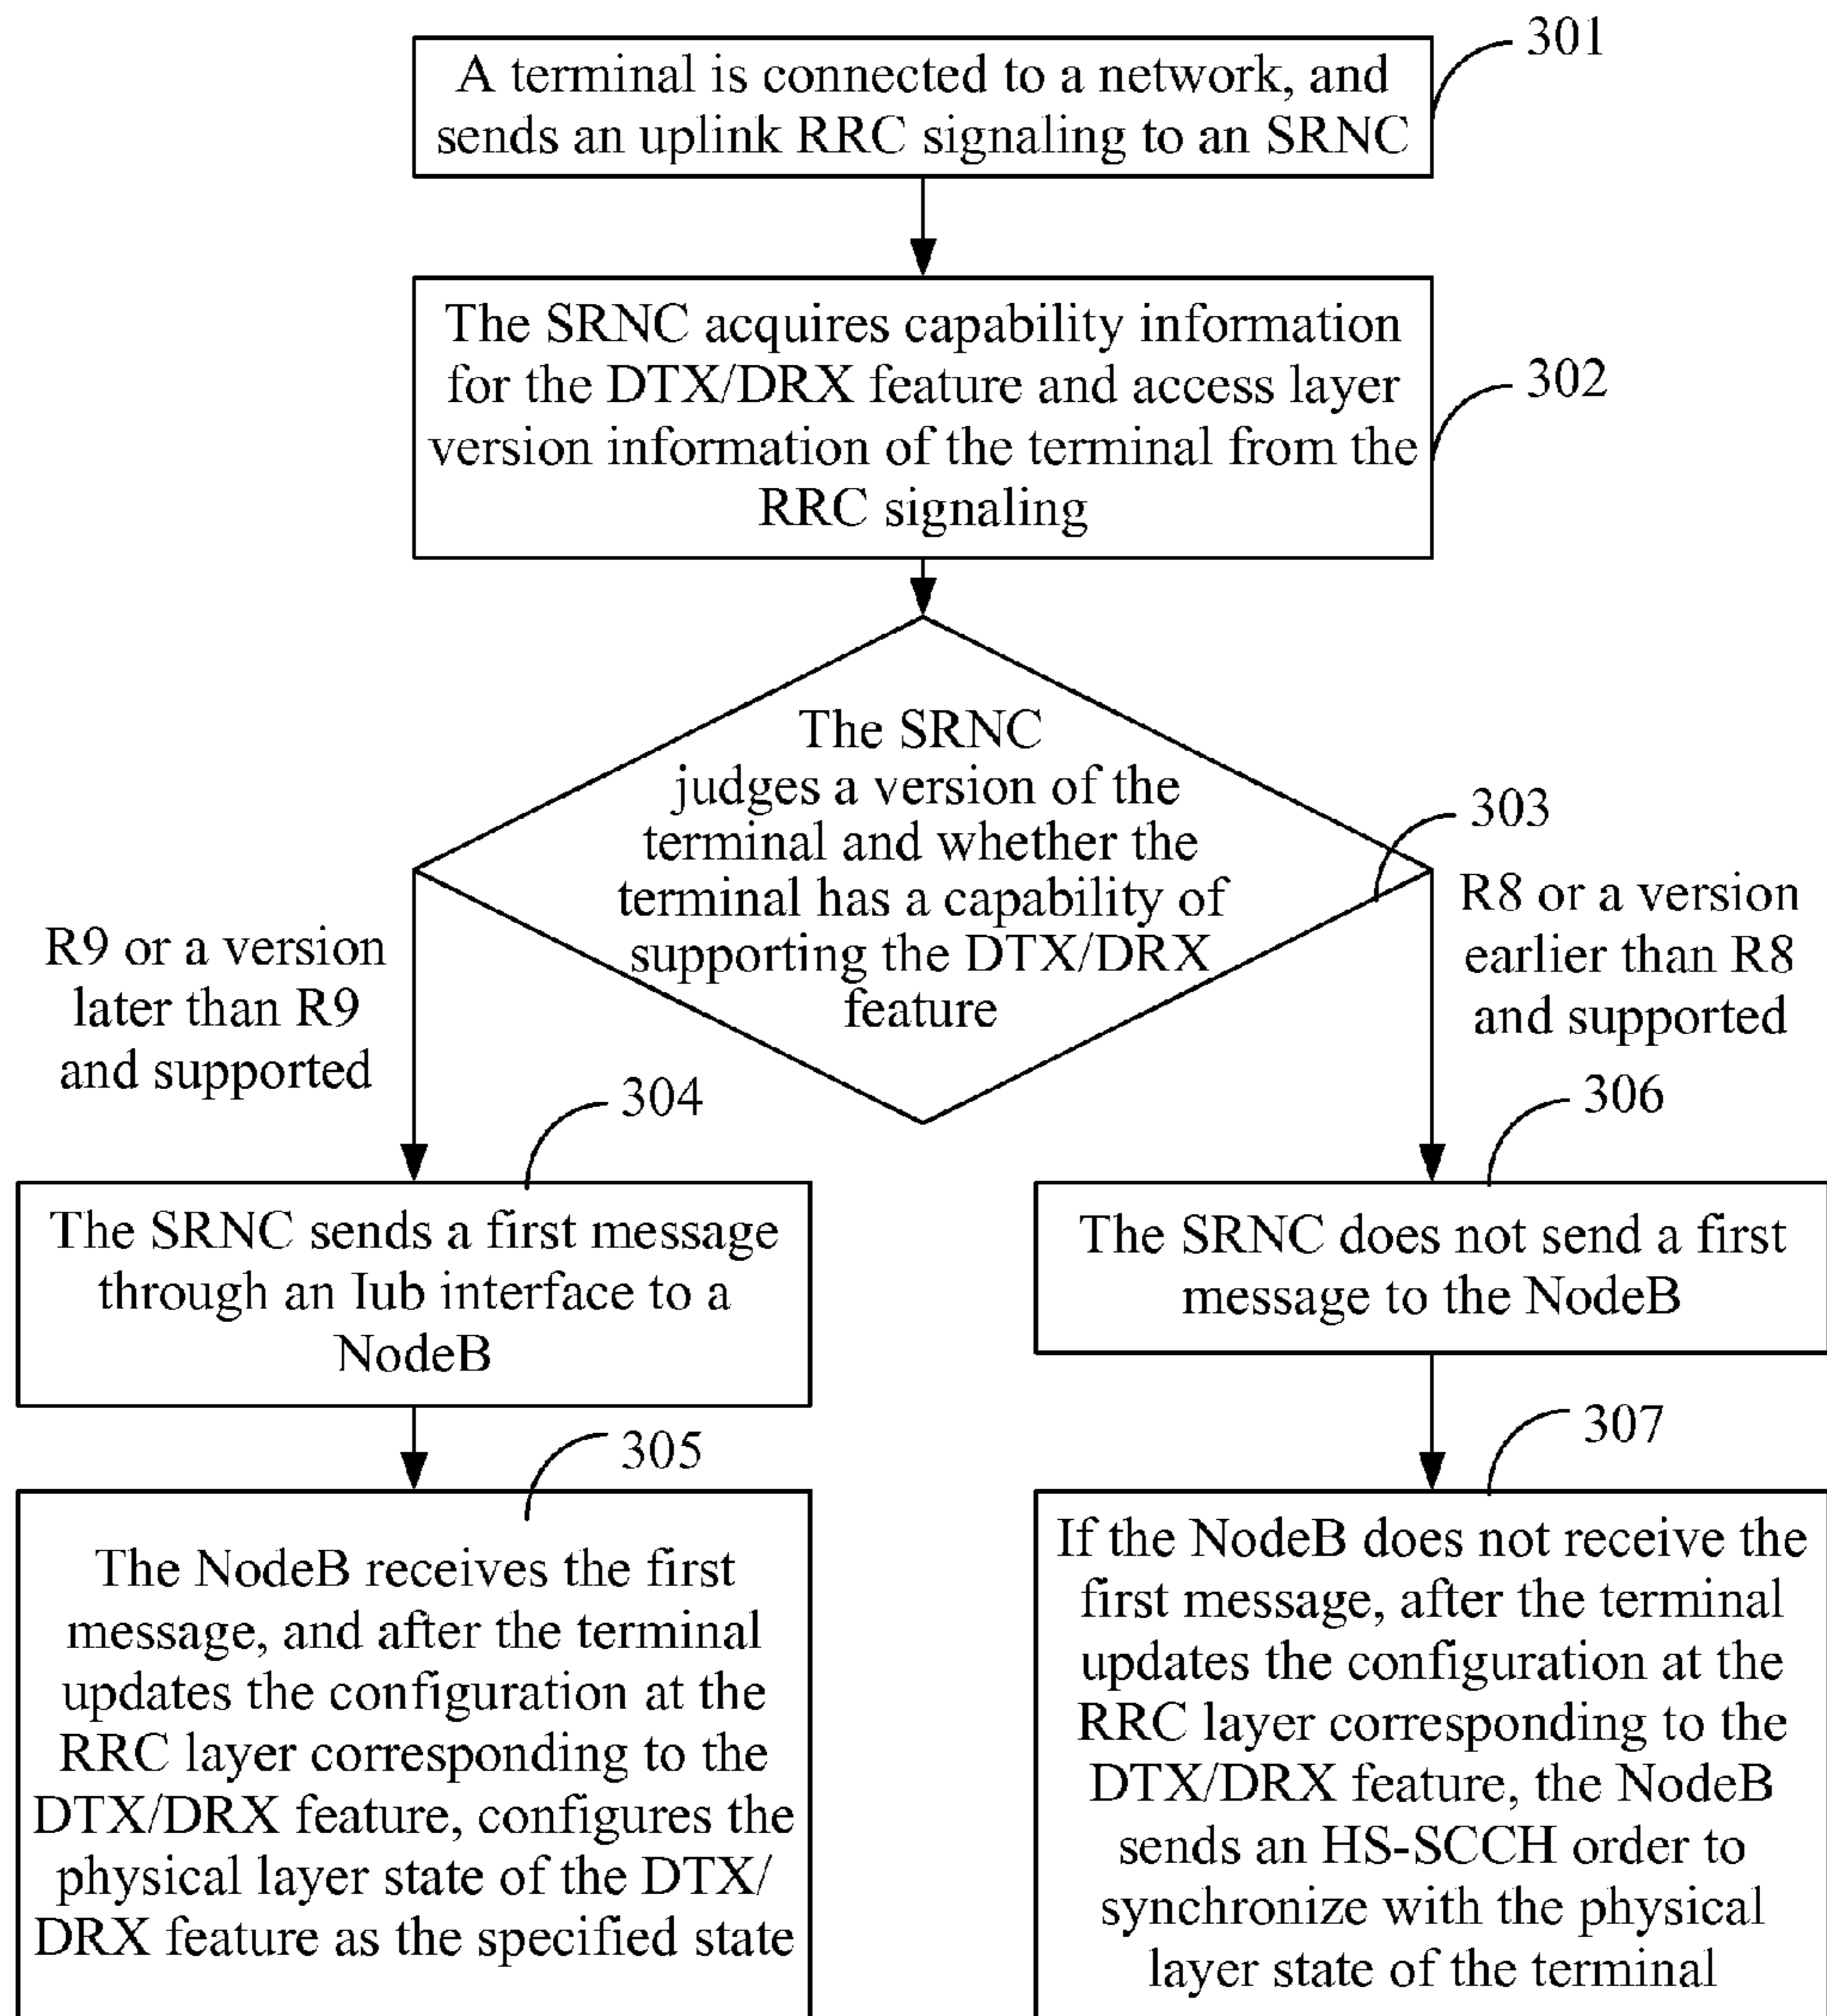 A terminal is connected to a network, and
sends an uplink RRC signaling to an SRNC
301
The SRNC acquires capability information
for the DTX/DRX feature and access layer
version information of the terminal from the
RRC signaling
302
The SRNC
judges a version of the
terminal and whether the
terminal has a capability of
supporting the DTX/DRX
feature
303
R9 or a version
later than R9
and supported
R8 or a version
earlier than R8
and supported
304
The SRNC sends a first message
through an Iub interface to a
NodeB
306
The SRNC does not send a first
message to the NodeB
305
The NodeB receives the first
message, and after the terminal
updates the configuration at the
RRC layer corresponding to the
DTX/DRX feature, configures the
physical layer state of the DTX/
DRX feature as the specified state
307
If the NodeB does not receive the
first message, after the terminal
updates the configuration at the
RRC layer corresponding to the
DTX/DRX feature, the NodeB
sends an HS-SCCH order to
synchronize with the physical
layer state of the terminal